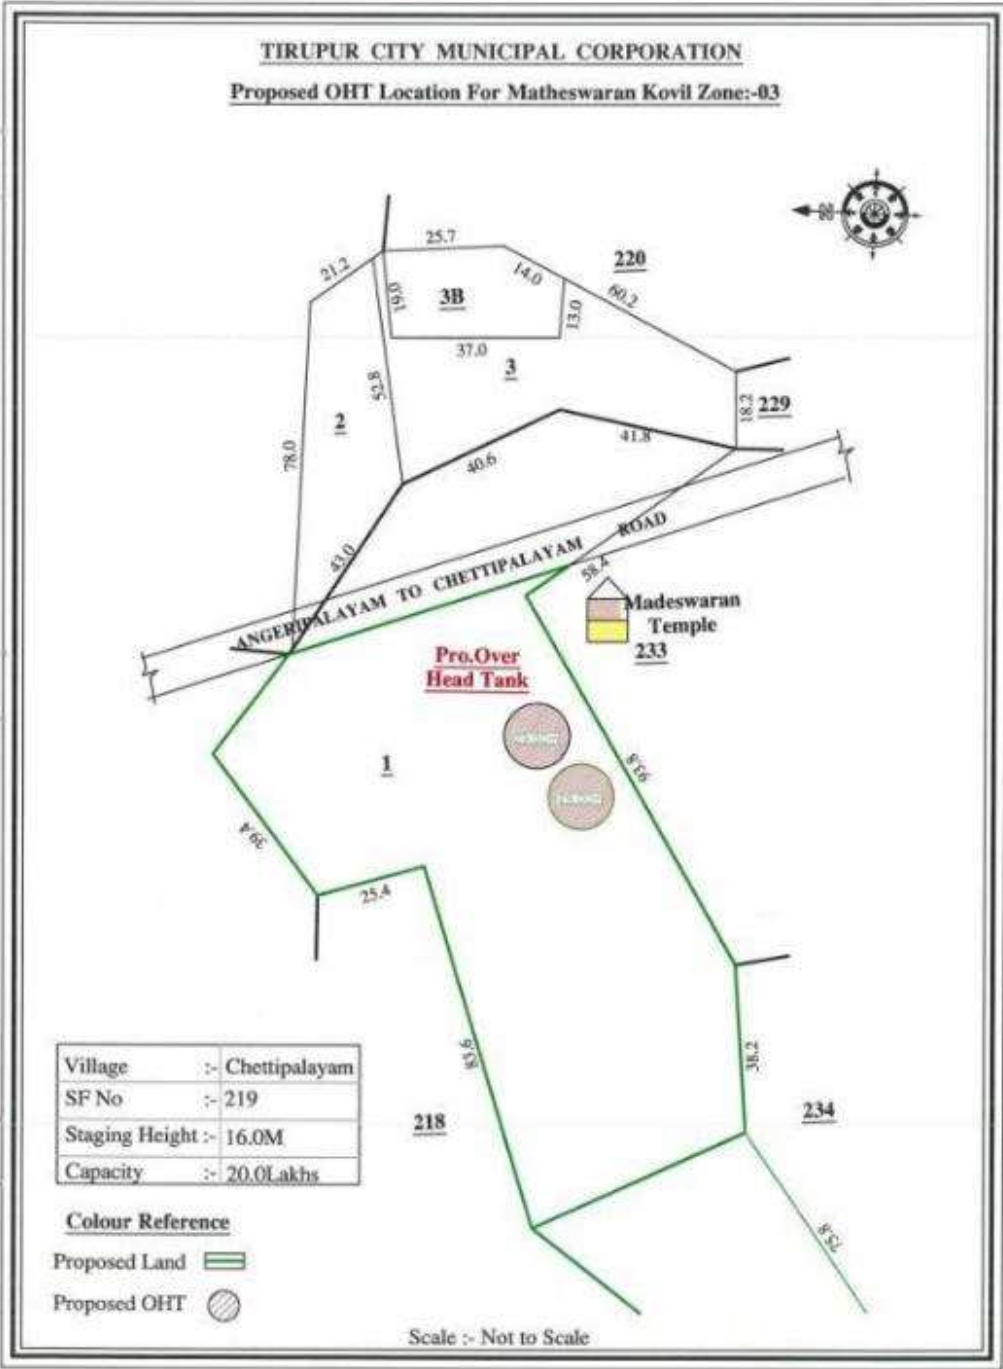 TIRUPUR CITY MUNICIPAL CORPORATION
Proposed OHT Location For Matheswaran Kovil Zone:-03
N
25.7
21.2
14.0
220
19.0
3B
60.2
13.0
37.0
3
52.8
2
18.2
229
41.8
78.0
40.6
43.0
ANGERIPALAYAM TO CHETTIPALAYAM ROAD
58.4
Madeswaran
Temple
233
Pro.Over
Head Tank
1
93.8
39.4
25.4
83.6
38.2
218
234
75.8
Village :- Chettipalayam
SF No :- 219
Staging Height :- 16.0M
Capacity :- 20.0Lakhs
Colour Reference
Proposed Land
Proposed OHT
Scale :- Not to Scale